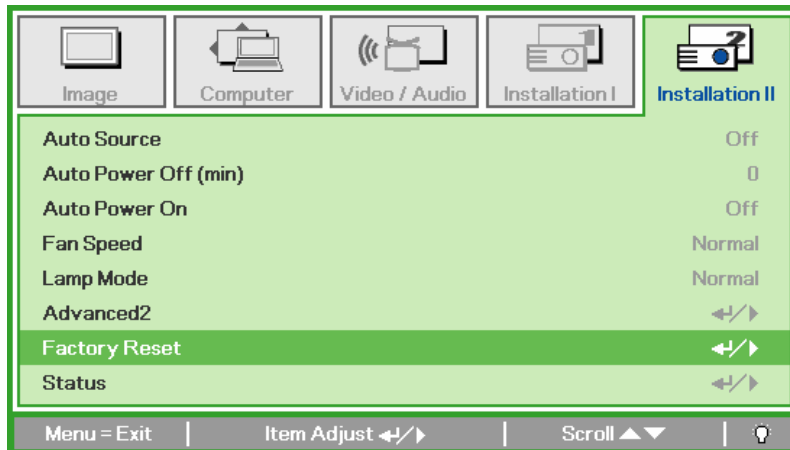 Image
Computer
Video / Audio
Installation I
Installation II
Auto Source Off
Auto Power Off (min) 0
Auto Power On Off
Fan Speed Normal
Lamp Mode Normal
Advanced2 ↵/▶
Factory Reset ↵/▶
Status ↵/▶
Menu = Exit | Item Adjust ↵/▶ | Scroll ▲▼ |